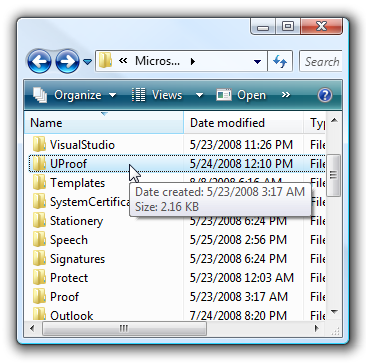 « Micros... Search
Organize Views Open »
Name Date modified Typ
VisualStudio 5/23/2008 11:26 PM File
UProof 5/24/2008 12:10 PM File
Templates 8/8/2008 6:16 AM File
Date created: 5/23/2008 3:17 AM
SystemCertifica
Size: 2.16 KB
Stationery 5/23/2008 6:24 PM File
Speech 5/25/2008 2:56 PM File
Signatures 5/23/2008 6:24 PM File
Protect 5/23/2008 12:03 AM File
Proof 5/23/2008 3:17 AM File
Outlook 7/24/2008 8:20 PM File